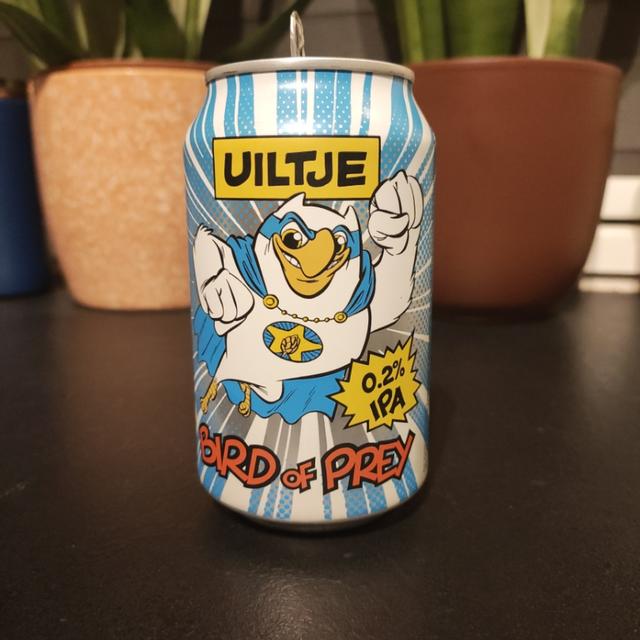 UILTJE
0.2%
IPA
BIRD OF PREY